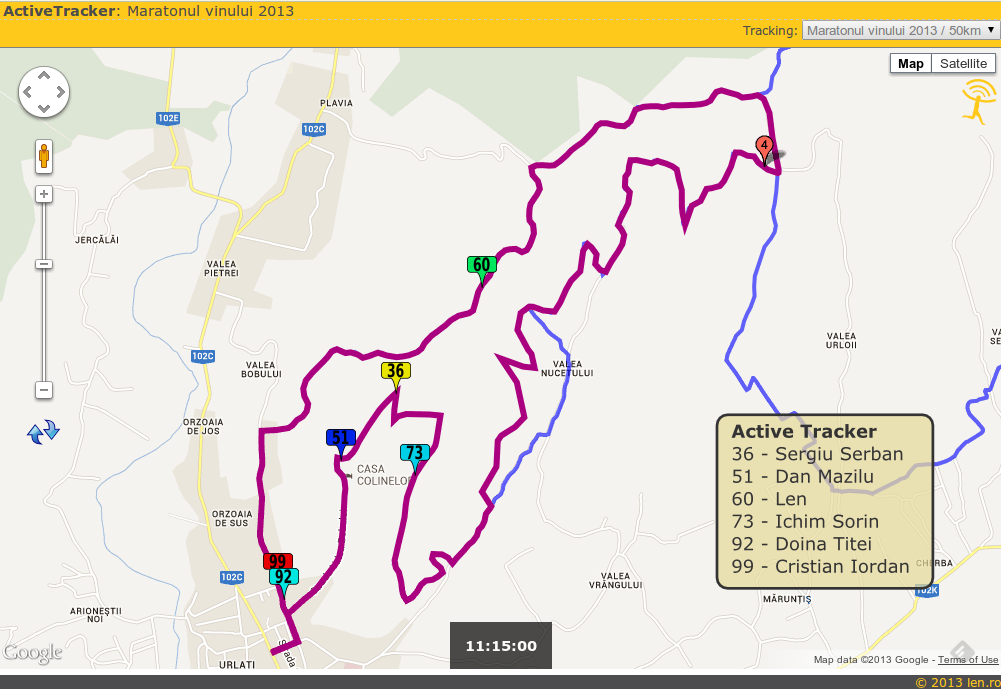 ActiveTracker: Maratonul vinului 2013
Tracking: Maratonul vinului 2013 / 50km
Map Satellite
PLAVIA
102E
102C
4
JERCĂLĂI
VALEA
PIETREI
60
VALEA
URLOII
102C
VALEA
BOBULUI
36
VALEA
NUCETULUI
ORZOAIA
DE JOS
51
73
CASA
COLINELOR
ORZOAIA
DE SUS
Active Tracker
36 - Sergiu Serban
51 - Dan Mazilu
60 - Len
73 - Ichim Sorin
92 - Doina Titei
99 - Cristian Iordan
99
92
102C
VALEA
VRÂNGULUI
CHERBA
102K
MĂRUNȚIȘ
ARIONEȘTII
NOI
11:15:00
Google
URLATI
Map data ©2013 Google - Terms of Use
© 2013 len.ro